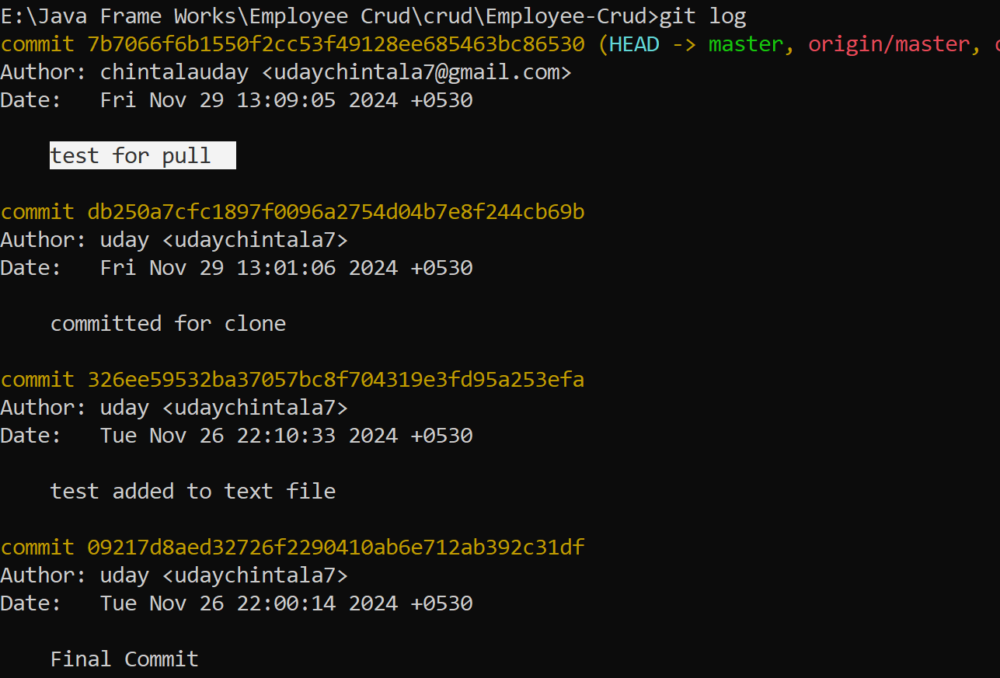 E:\Java Frame Works\Employee Crud\crud\Employee-Crud>git log
commit 7b7066f6b1550f2cc53f49128ee685463bc86530 (HEAD -> master, origin/master,
Author: chintalauday <udaychintala7@gmail.com>
Date:   Fri Nov 29 13:09:05 2024 +0530
test for pull
commit db250a7cfc1897f0096a2754d04b7e8f244cb69b
Author: uday <udaychintala7>
Date:   Fri Nov 29 13:01:06 2024 +0530
committed for clone
commit 326ee59532ba37057bc8f704319e3fd95a253efa
Author: uday <udaychintala7>
Date:   Tue Nov 26 22:10:33 2024 +0530
test added to text file
commit 09217d8aed32726f2290410ab6e712ab392c31df
Author: uday <udaychintala7>
Date:   Tue Nov 26 22:00:14 2024 +0530
Final Commit